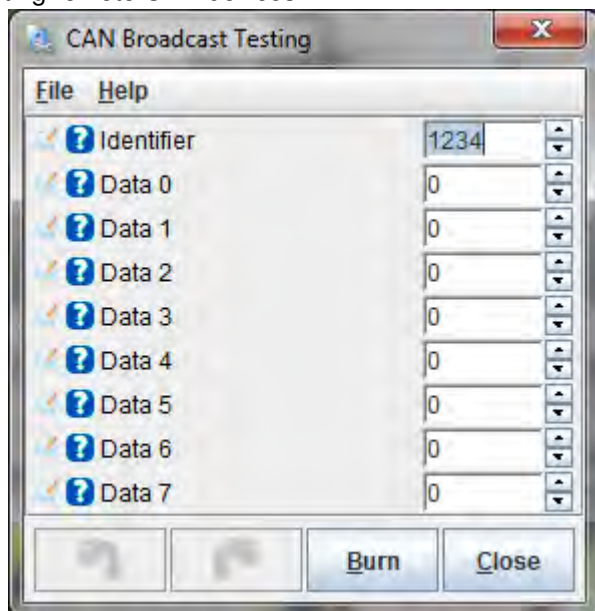 CAN Broadcast Testing
File Help
Identifier 1234
Data 0 0
Data 1 0
Data 2 0
Data 3 0
Data 4 0
Data 5 0
Data 6 0
Data 7 0
Burn Close